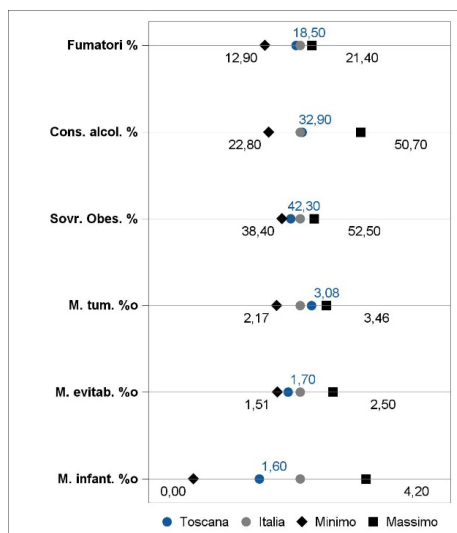 Fumatori %
18,50
12,90
21,40
Cons. alcol. %
32,90
22,80
50,70
Sovr. Obes. %
42,30
38,40
52,50
M. tum. %o
3,08
2,17
3,46
M. evitab. %o
1,70
1,51
2,50
M. infant. %o
1,60
0,00
4,20
Toscana Italia Minimo Massimo